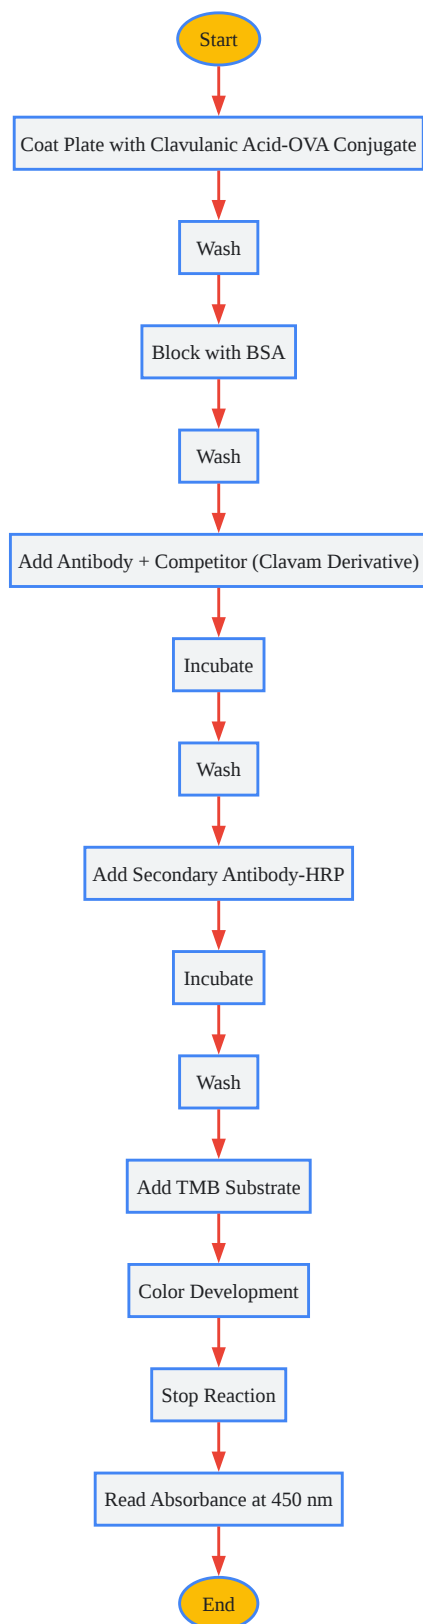 Start
Coat Plate with Clavulanic Acid-OVA Conjugate
Wash
Block with BSA
Wash
Add Antibody + Competitor (Clavam Derivative)
Incubate
Wash
Add Secondary Antibody-HRP
Incubate
Wash
Add TMB Substrate
Color Development
Stop Reaction
Read Absorbance at 450 nm
End